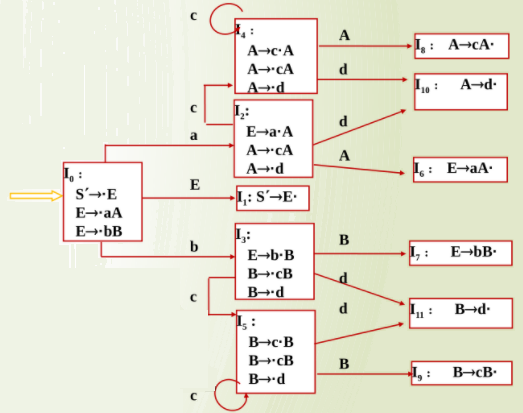 c
I₄ :
A→c·A
A→·cA
A→·d
A
I₈ : A→cA·
d
I₁₀ : A→d·
c
I₂:
E→a·A
A→·cA
A→·d
d
A
I₆ : E→aA·
a
I₀ :
S´→·E
E→·aA
E→·bB
E
I₁: S´→E·
b
I₃:
E→b·B
B→·cB
B→·d
B
I₇ : E→bB·
d
c
d
I₁₁ : B→d·
I₅ :
B→c·B
B→·cB
B→·d
B
I₉ : B→cB·
c